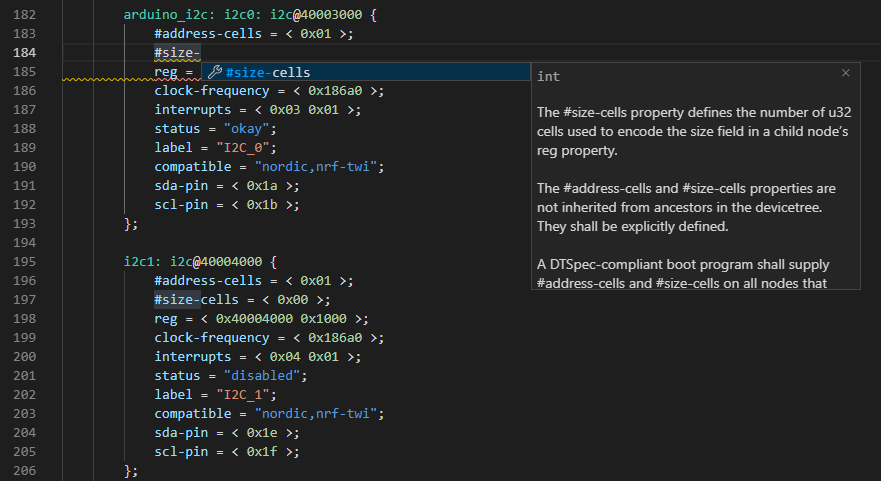 182 arduino_i2c: i2c0: i2c@40003000 {
183 #address-cells = < 0x01 >;
184 #size-
185 reg =
#size-cells
186 clock-frequency = < 0x186a0 >;
187 interrupts = < 0x03 0x01 >;
188 status = "okay";
189 label = "I2C_0";
190 compatible = "nordic,nrf-twi";
191 sda-pin = < 0x1a >;
192 scl-pin = < 0x1b >;
193 };
194
195 i2c1: i2c@40004000 {
196 #address-cells = < 0x01 >;
197 #size-cells = < 0x00 >;
198 reg = < 0x40004000 0x1000 >;
199 clock-frequency = < 0x186a0 >;
200 interrupts = < 0x04 0x01 >;
201 status = "disabled";
202 label = "I2C_1";
203 compatible = "nordic,nrf-twi";
204 sda-pin = < 0x1e >;
205 scl-pin = < 0x1f >;
206 };
int
The #size-cells property defines the number of u32
cells used to encode the size field in a child node’s
reg property.
The #address-cells and #size-cells properties are
not inherited from ancestors in the devicetree.
They shall be explicitly defined.
A DTSpec-compliant boot program shall supply
#address-cells and #size-cells on all nodes that